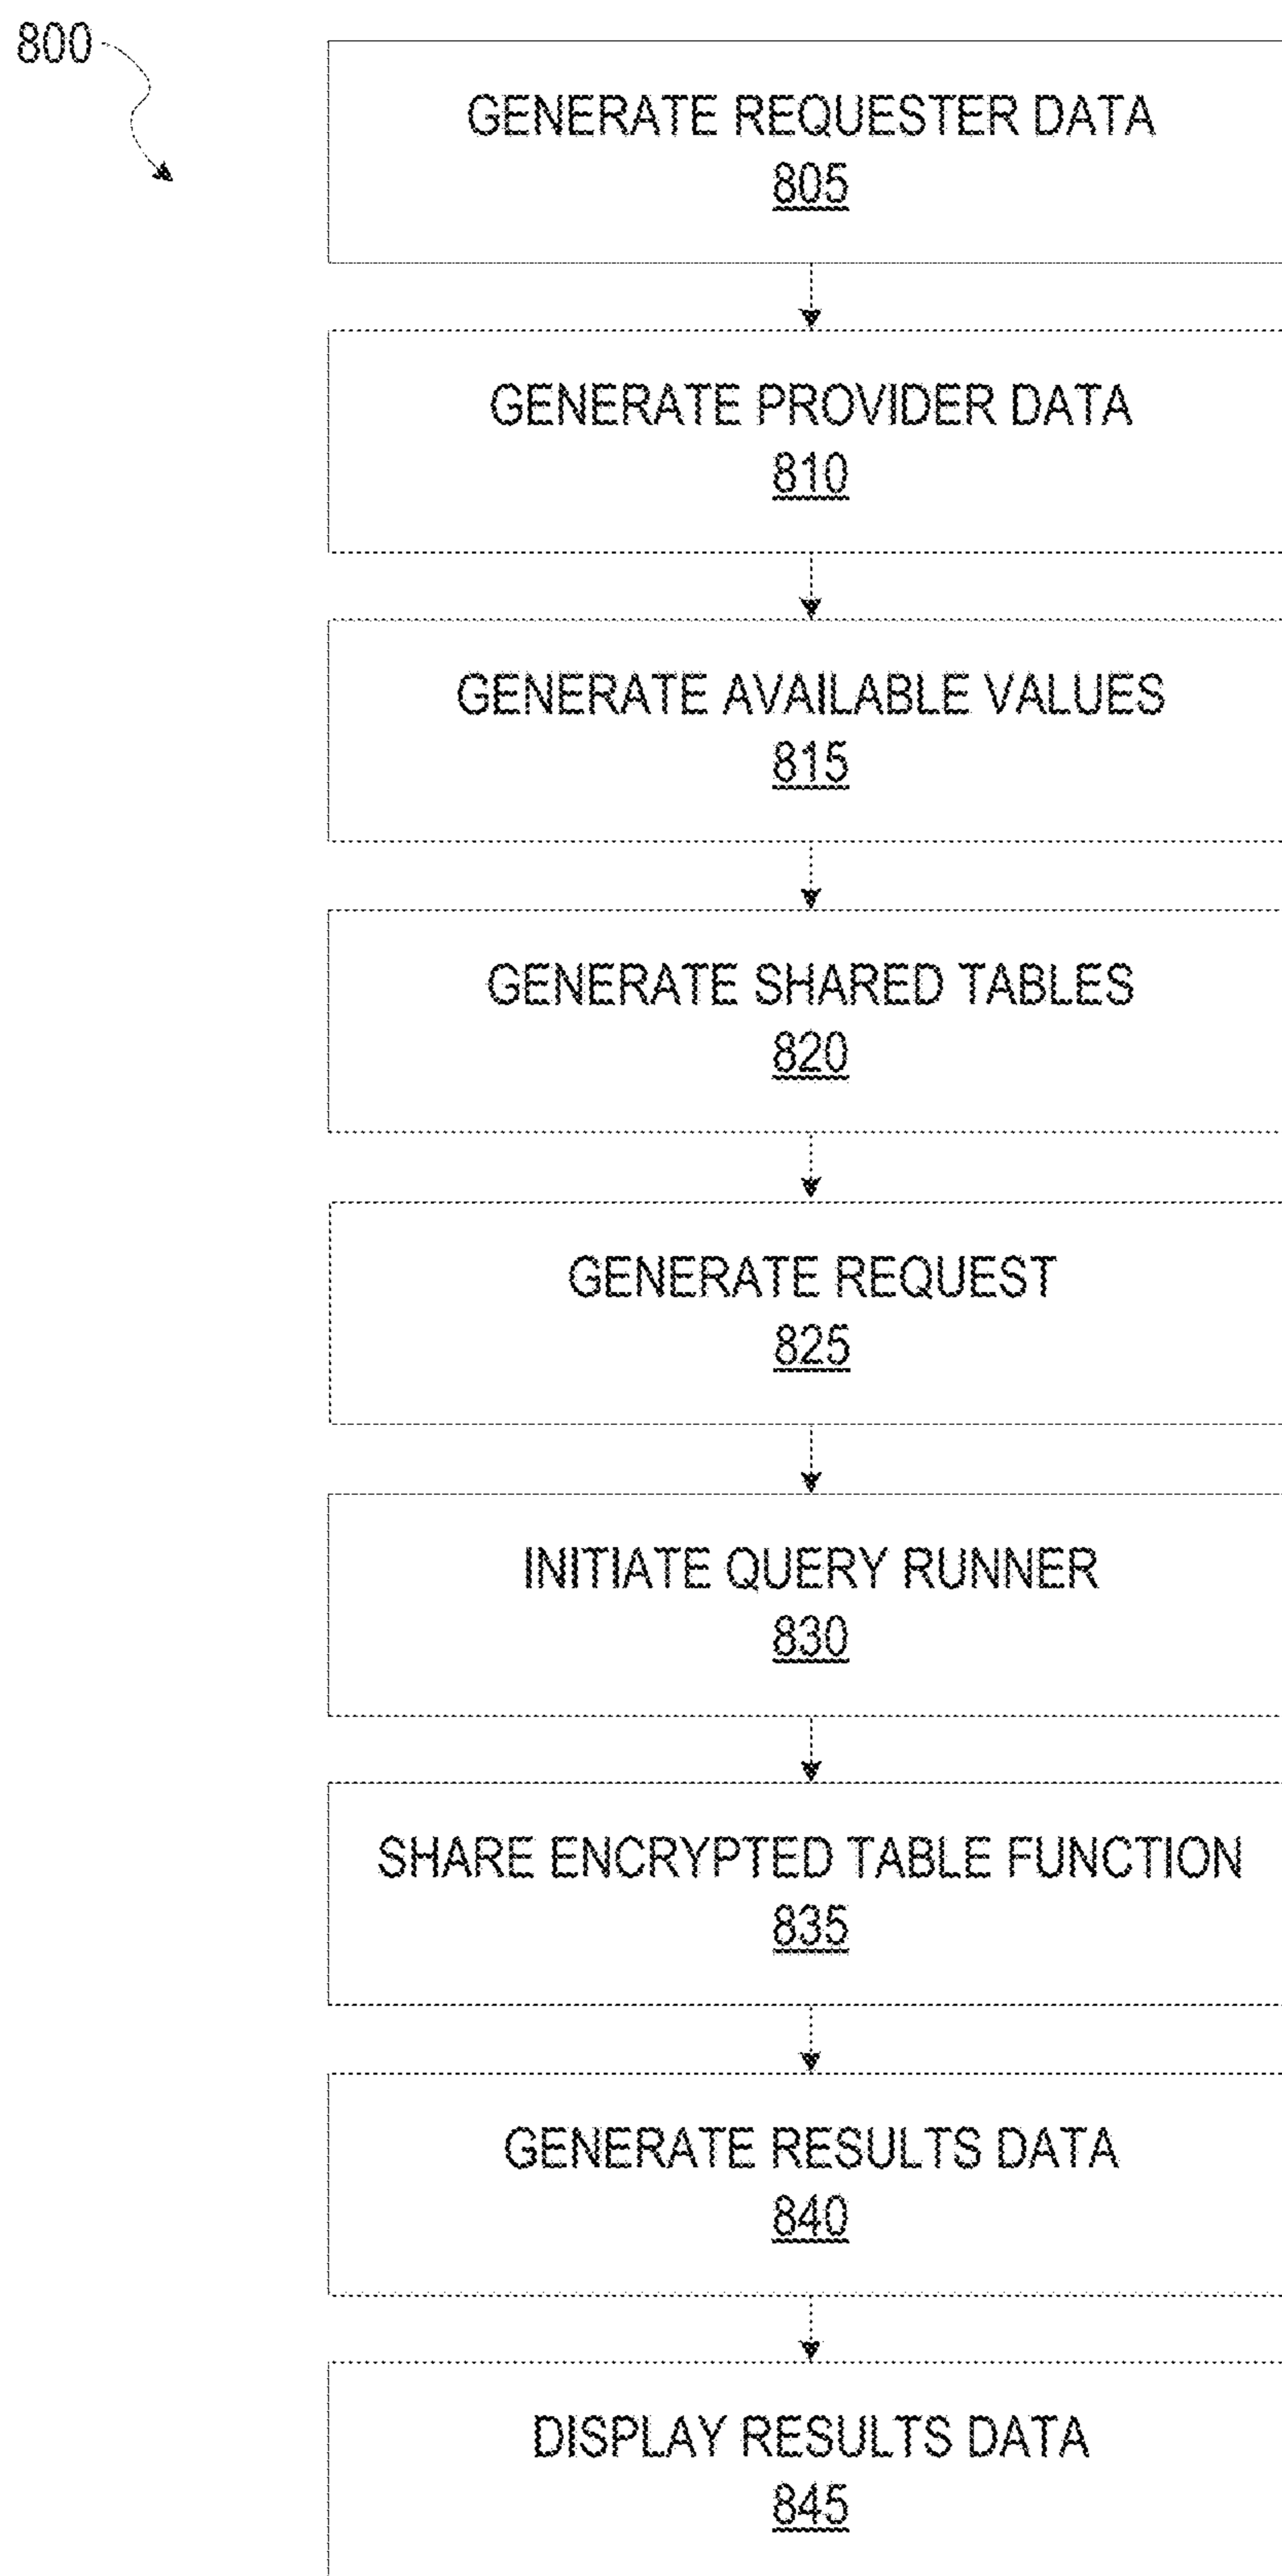 800
GENERATE REQUESTER DATA
805
GENERATE PROVIDER DATA
810
GENERATE AVAILABLE VALUES
815
GENERATE SHARED TABLES
820
GENERATE REQUEST
825
INITIATE QUERY RUNNER
830
SHARE ENCRYPTED TABLE FUNCTION
835
GENERATE RESULTS DATA
840
DISPLAY RESULTS DATA
845